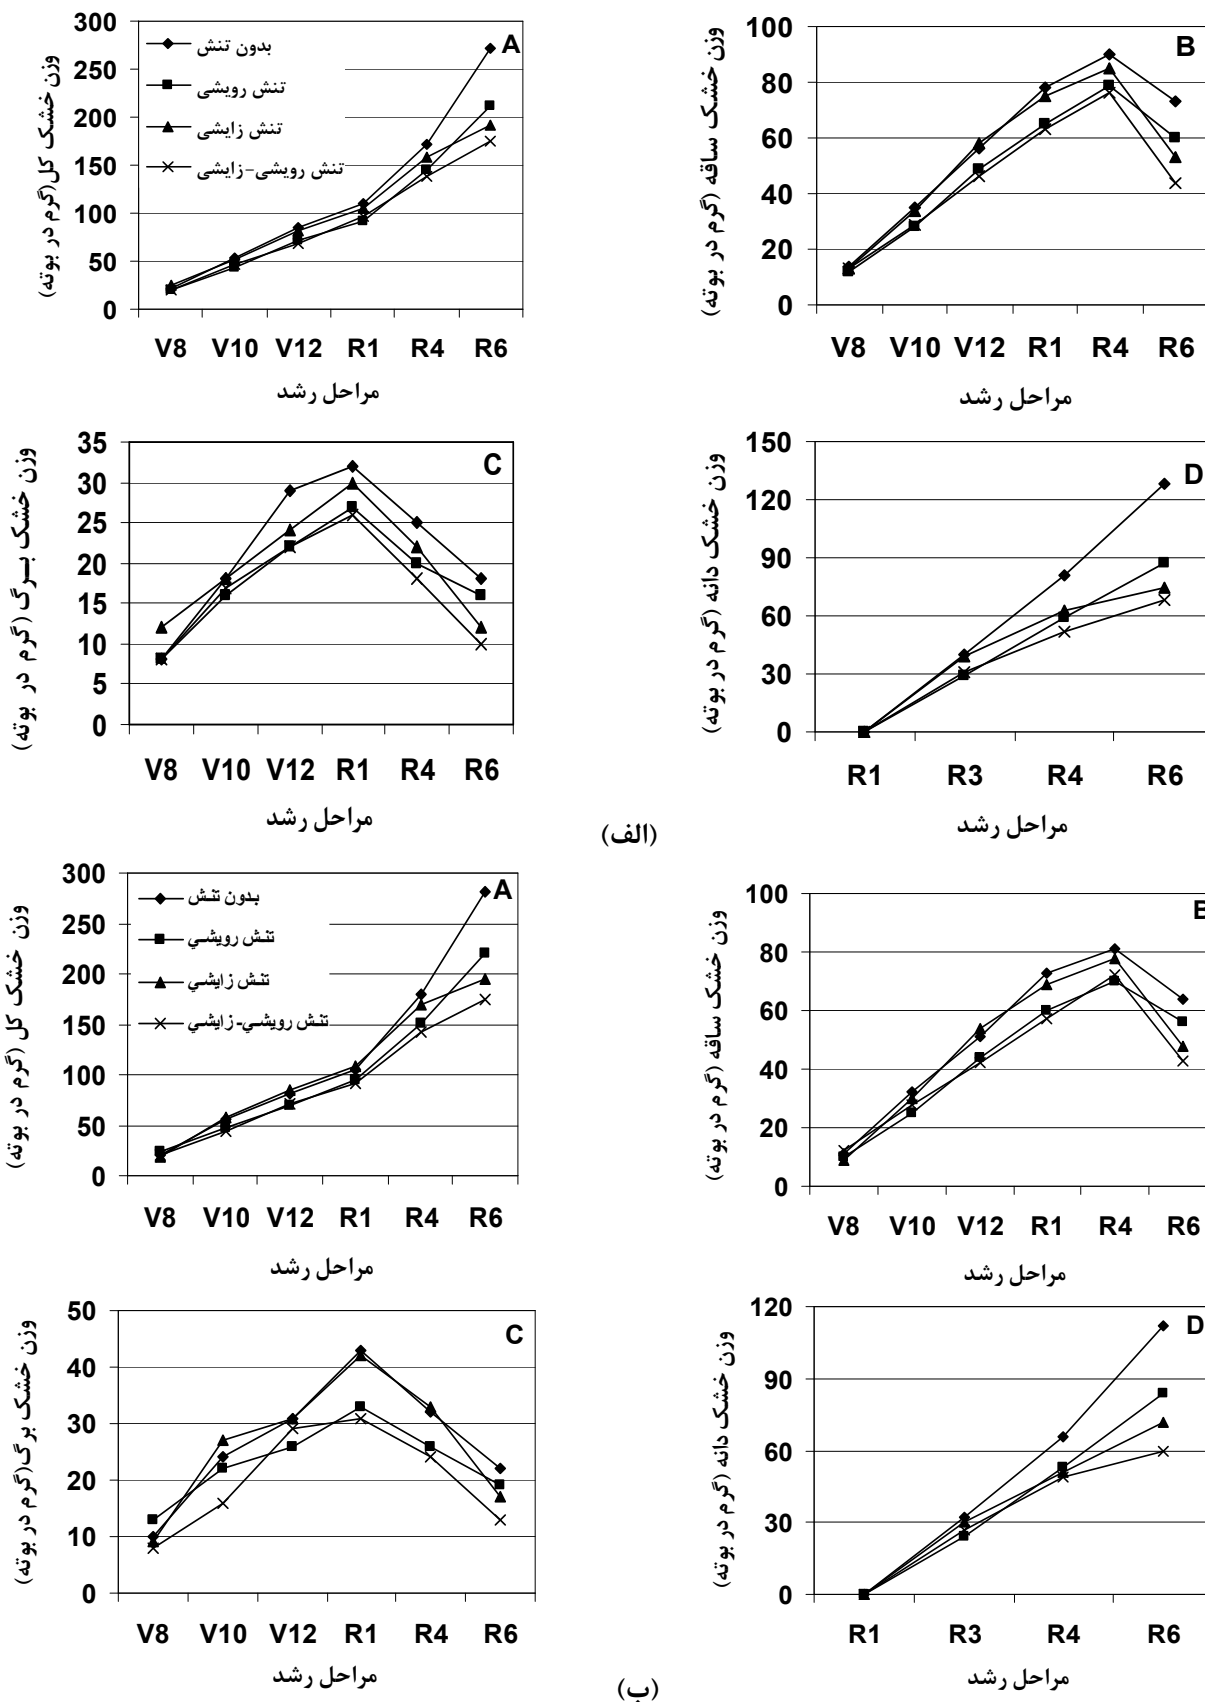 وزن خشک کل(گرم در بوته)
300
250
200
150
100
50
0
A
بدون تنش
تنش رویشی
تنش زایشی
تنش رویشی-زایشی
V8 V10 V12 R1 R4 R6
مراحل رشد
وزن خشک ساقه (گرم در بوته)
100
80
60
40
20
0
B
V8 V10 V12 R1 R4 R6
مراحل رشد
وزن خشک بـرگ (گرم در بوته)
35
30
25
20
15
10
5
0
C
V8 V10 V12 R1 R4 R6
مراحل رشد
وزن خشک دانه (گرم در بوته)
150
120
90
60
30
0
D
R1 R3 R4 R6
مراحل رشد
(الف)
وزن خشک کل (گرم در بوته)
300
250
200
150
100
50
0
A
بدون تنش
تنش رويشي
تنش زايشي
تنش رويشي-زايشي
V8 V10 V12 R1 R4 R6
مراحل رشد
وزن خشک ساقه (گرم در بوته)
100
80
60
40
20
0
B
V8 V10 V12 R1 R4 R6
مراحل رشد
وزن خشک برگ(گرم در بوته)
50
40
30
20
10
0
C
V8 V10 V12 R1 R4 R6
مراحل رشد
وزن خشک دانه (گرم در بوته)
120
90
60
30
0
D
R1 R3 R4 R6
مراحل رشد
(ب)